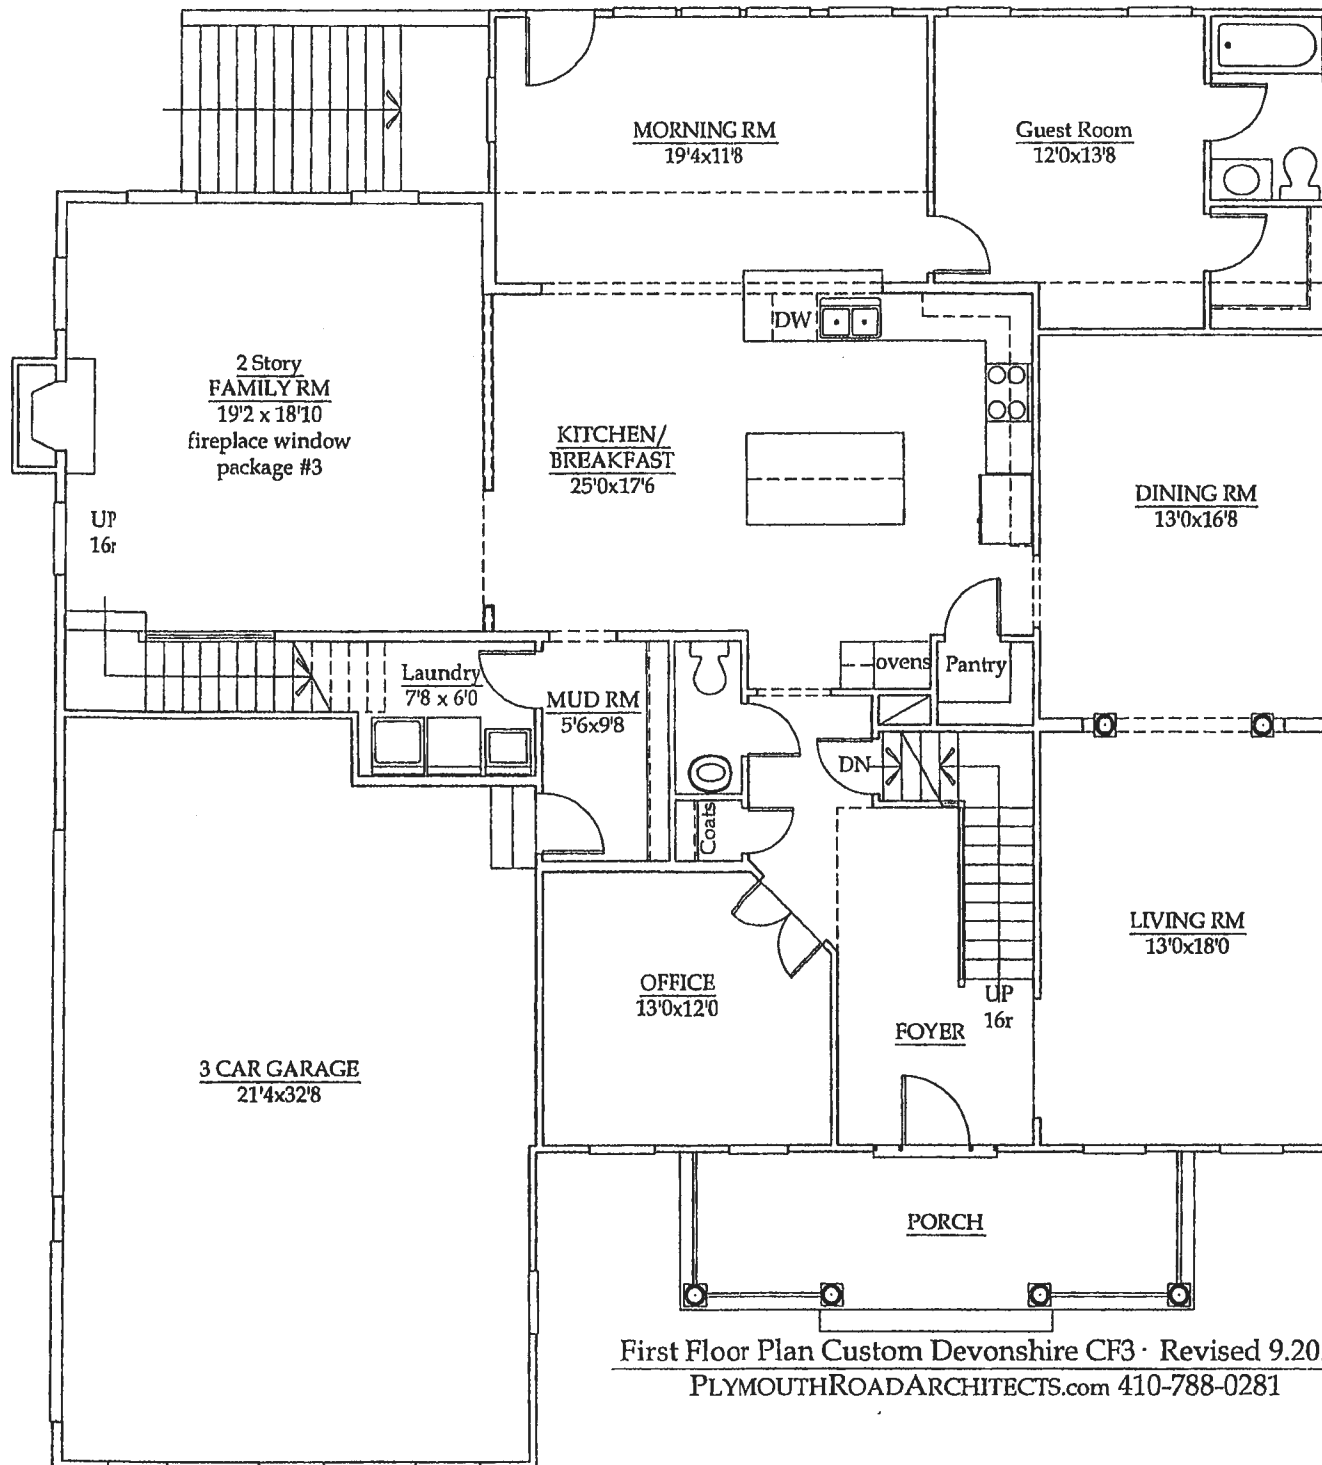 MORNING RM
19'4x11'8
Guest Room
12'0x13'8
DW
2 Story
FAMILY RM
19'2 x 18'10
fireplace window
package #3
KITCHEN/
BREAKFAST
25'0x17'6
DINING RM
13'0x16'8
UP
16r
ovens
Pantry
Laundry
7'8 x 6'0
MUD RM
5'6x9'8
DN
Coats
LIVING RM
13'0x18'0
OFFICE
13'0x12'0
UP
16r
FOYER
3 CAR GARAGE
21'4x32'8
PORCH
First Floor Plan Custom Devonshire CF3 · Revised 9.20.
PLYMOUTHROADARCHITECTS.com 410-788-0281